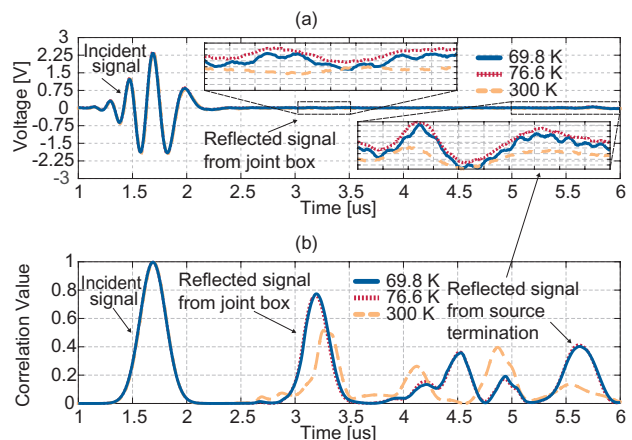 (a)
3
2.25
1.5
0.75
0
-0.75
-1.5
-2.25
-3
Voltage [V]
Incident
signal
69.8 K
76.6 K
300 K
Reflected signal
from joint box
1 1.5 2 2.5 3 3.5 4 4.5 5 5.5 6
Time [us]
(b)
1
0.8
0.6
0.4
0.2
0
Correlation Value
Incident
signal
Reflected signal
from joint box
69.8 K
76.6 K
300 K
Reflected signal
from source
termination
1 1.5 2 2.5 3 3.5 4 4.5 5 5.5 6
Time [us]